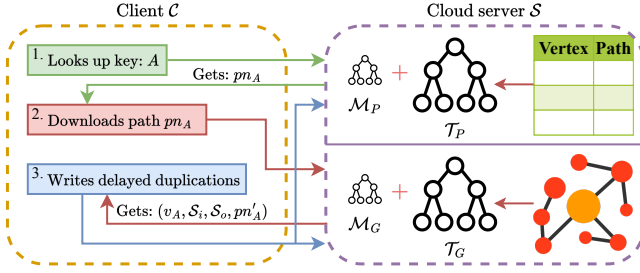 Client 𝒞
Cloud server 𝒮
1. Looks up key: A
Gets: pn_A
2. Downloads path pn_A
3. Writes delayed duplications
Gets: (v_A, 𝒮_i, 𝒮_o, pn'_A)
+
ℳ_P
𝒯_P
Vertex Path
+
ℳ_G
𝒯_G